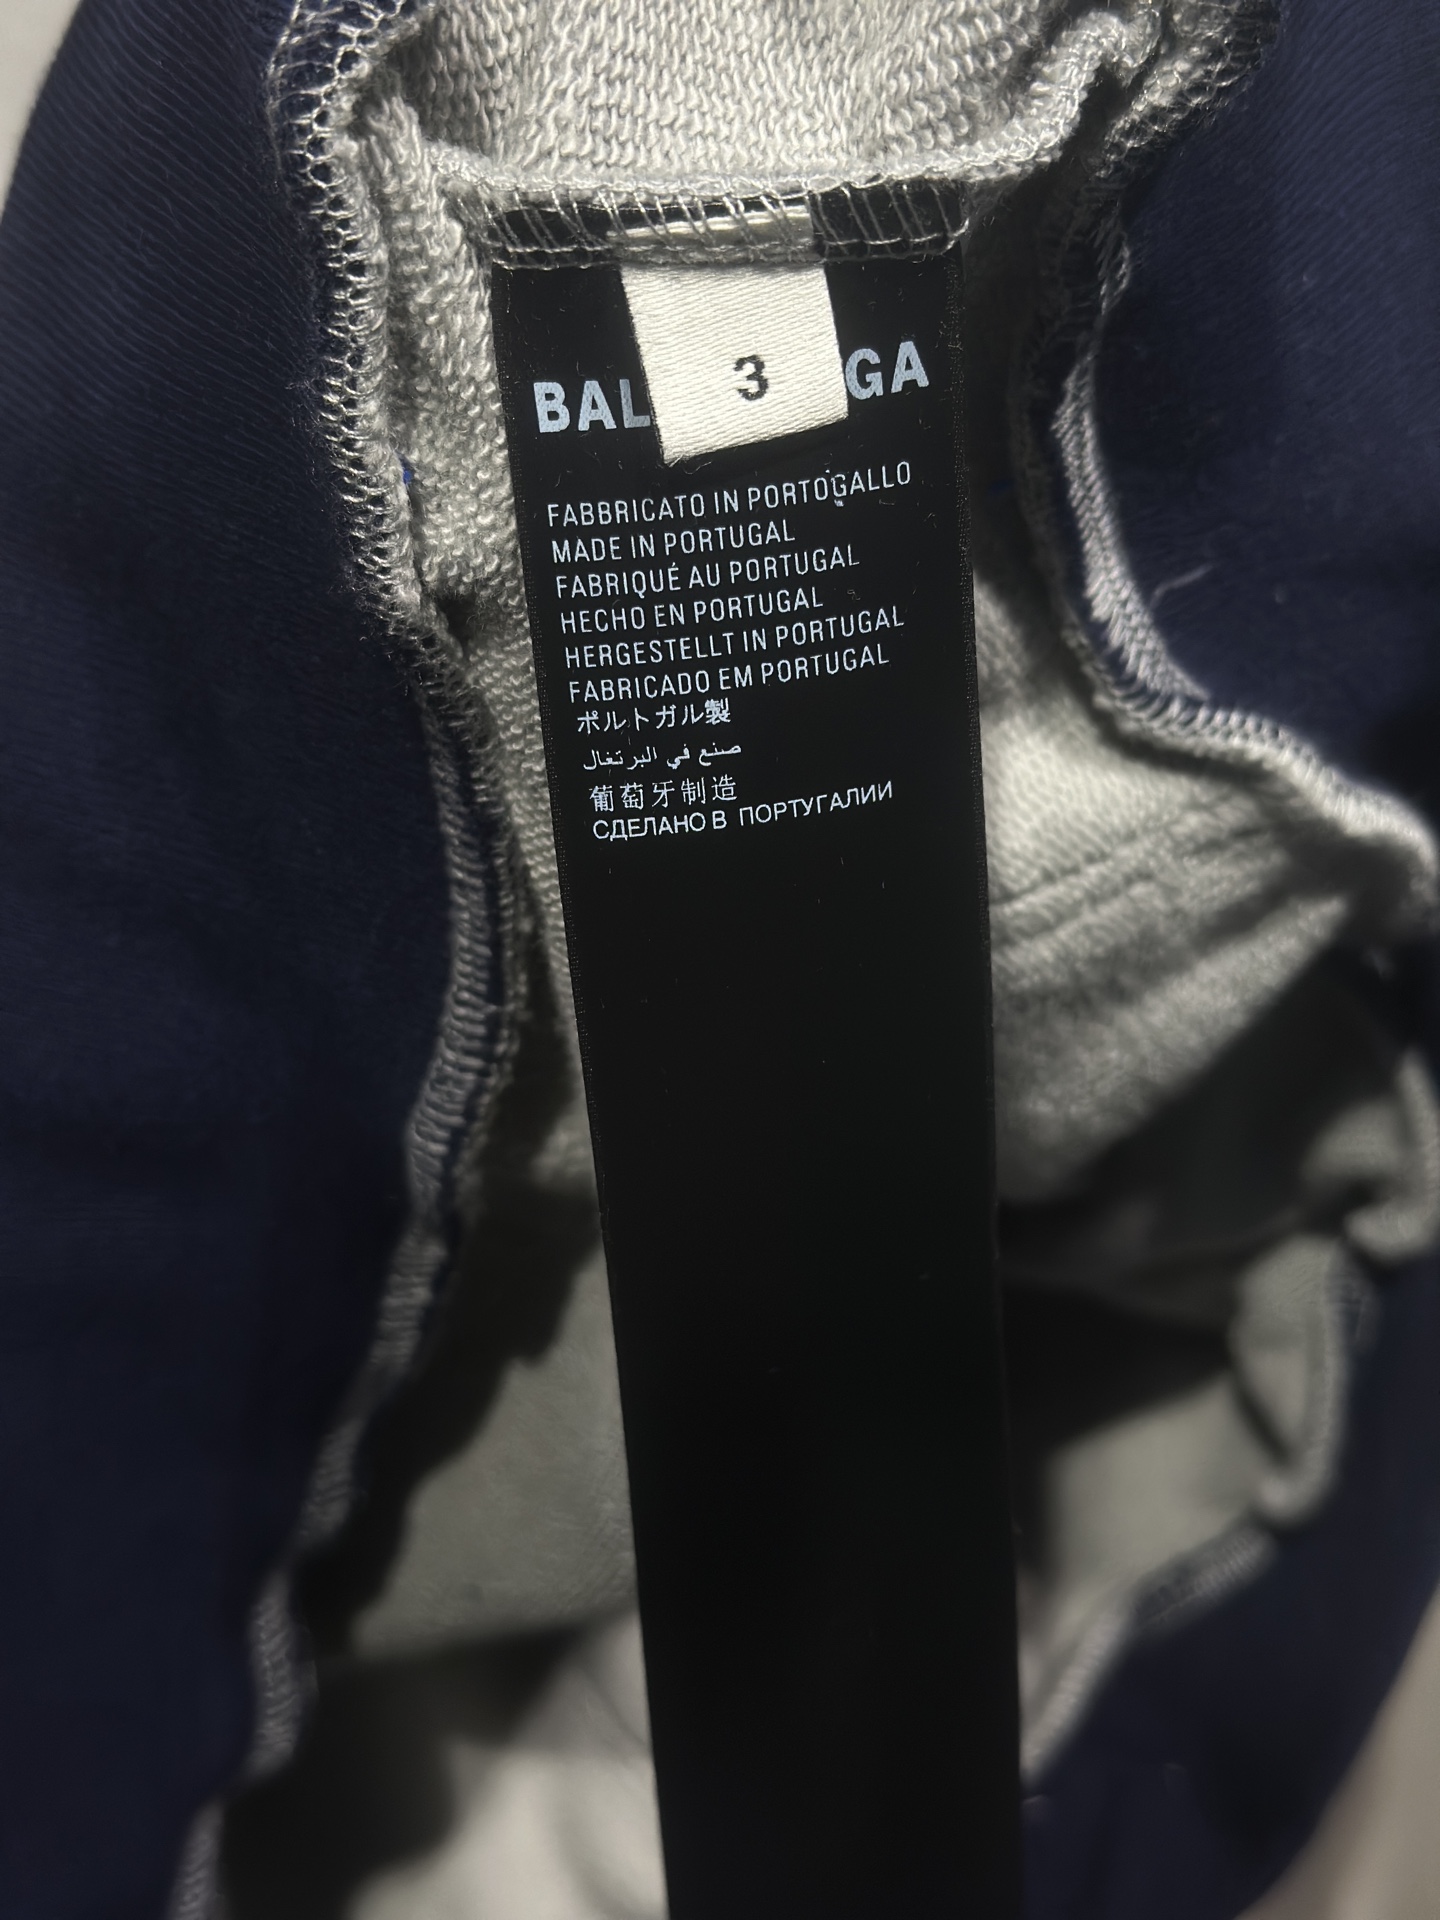 3
BAL GA
FABBRICATO IN PORTOGALLO
MADE IN PORTUGAL
FABRIQUÉ AU PORTUGAL
HECHO EN PORTUGAL
HERGESTELLT IN PORTUGAL
FABRICADO EM PORTUGAL
ポルトガル製
صنع في البرتغال
葡萄牙制造
СДЕЛАНО В ПОРТУГАЛИИ